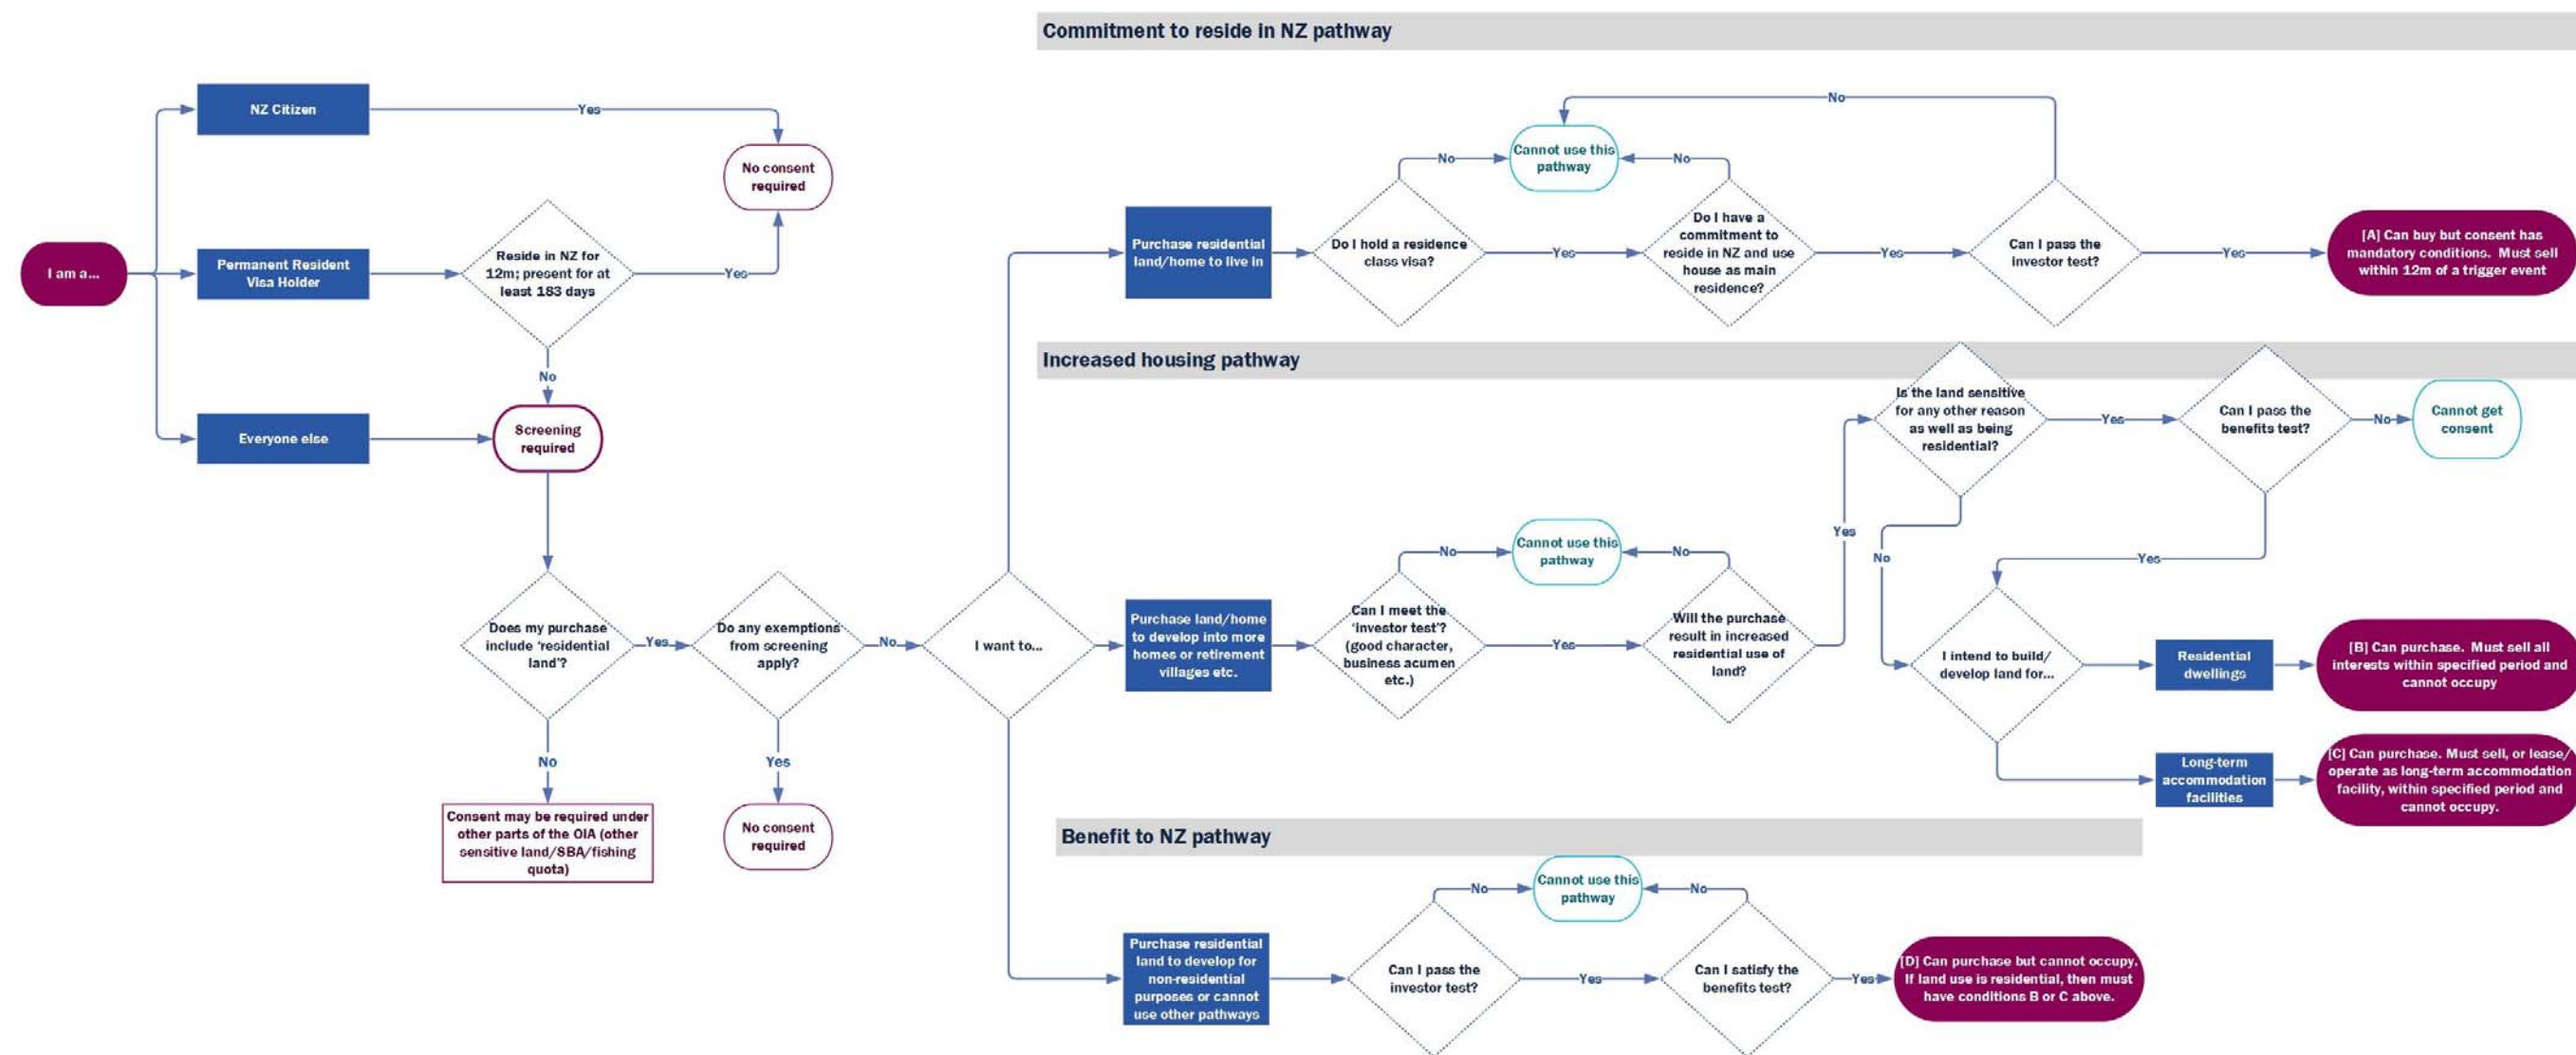 Commitment to reside in NZ pathway
NZ Citizen
Yes
No consent
required
I am a...
Permanent Resident
Visa Holder
Reside in NZ for
12m; present for at
least 183 days
Yes
No
Everyone else
Screening
required
Does my purchase
include ‘residential
land’?
Yes
Do any exemptions
from screening
apply?
No
I want to...
No
Consent may be required under
other parts of the OIA (other
sensitive land/SBA/fishing
quota)
Yes
No consent
required
No
Cannot use this
pathway
No
No
Purchase residential
land/home to live in
Do I hold a residence
class visa?
Yes
Do I have a
commitment to
reside in NZ and use
house as main
residence?
Yes
Can I pass the
investor test?
Yes
[A] Can buy but consent has
mandatory conditions. Must sell
within 12m of a trigger event
Increased housing pathway
Is the land sensitive
for any other reason
as well as being
residential?
Yes
Can I pass the
benefits test?
No
Cannot get
consent
No
Cannot use this
pathway
No
Yes
No
Yes
Purchase land/home
to develop into more
homes or retirement
villages etc.
Can I meet the
‘investor test’?
(good character,
business acumen
etc.)
Yes
Will the purchase
result in increased
residential use of
land?
I intend to build/
develop land for...
Residential
dwellings
[B] Can purchase. Must sell all
interests within specified period and
cannot occupy
Long-term
accommodation
facilities
[C] Can purchase. Must sell, or lease/
operate as long-term accommodation
facility, within specified period and
cannot occupy.
Benefit to NZ pathway
No
Cannot use this
pathway
No
Purchase residential
land to develop for
non-residential
purposes or cannot
use other pathways
Can I pass the
investor test?
Yes
Can I satisfy the
benefits test?
Yes
[D] Can purchase but cannot occupy.
If land use is residential, then must
have conditions B or C above.